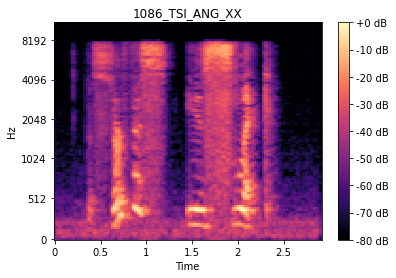 1086_TSI_ANG_XX
+0 dB
8192
-10 dB
4096
-20 dB
-30 dB
2048
-40 dB
Hz
1024
-50 dB
512
-60 dB
-70 dB
0
-80 dB
0 0.5 1 1.5 2 2.5
Time